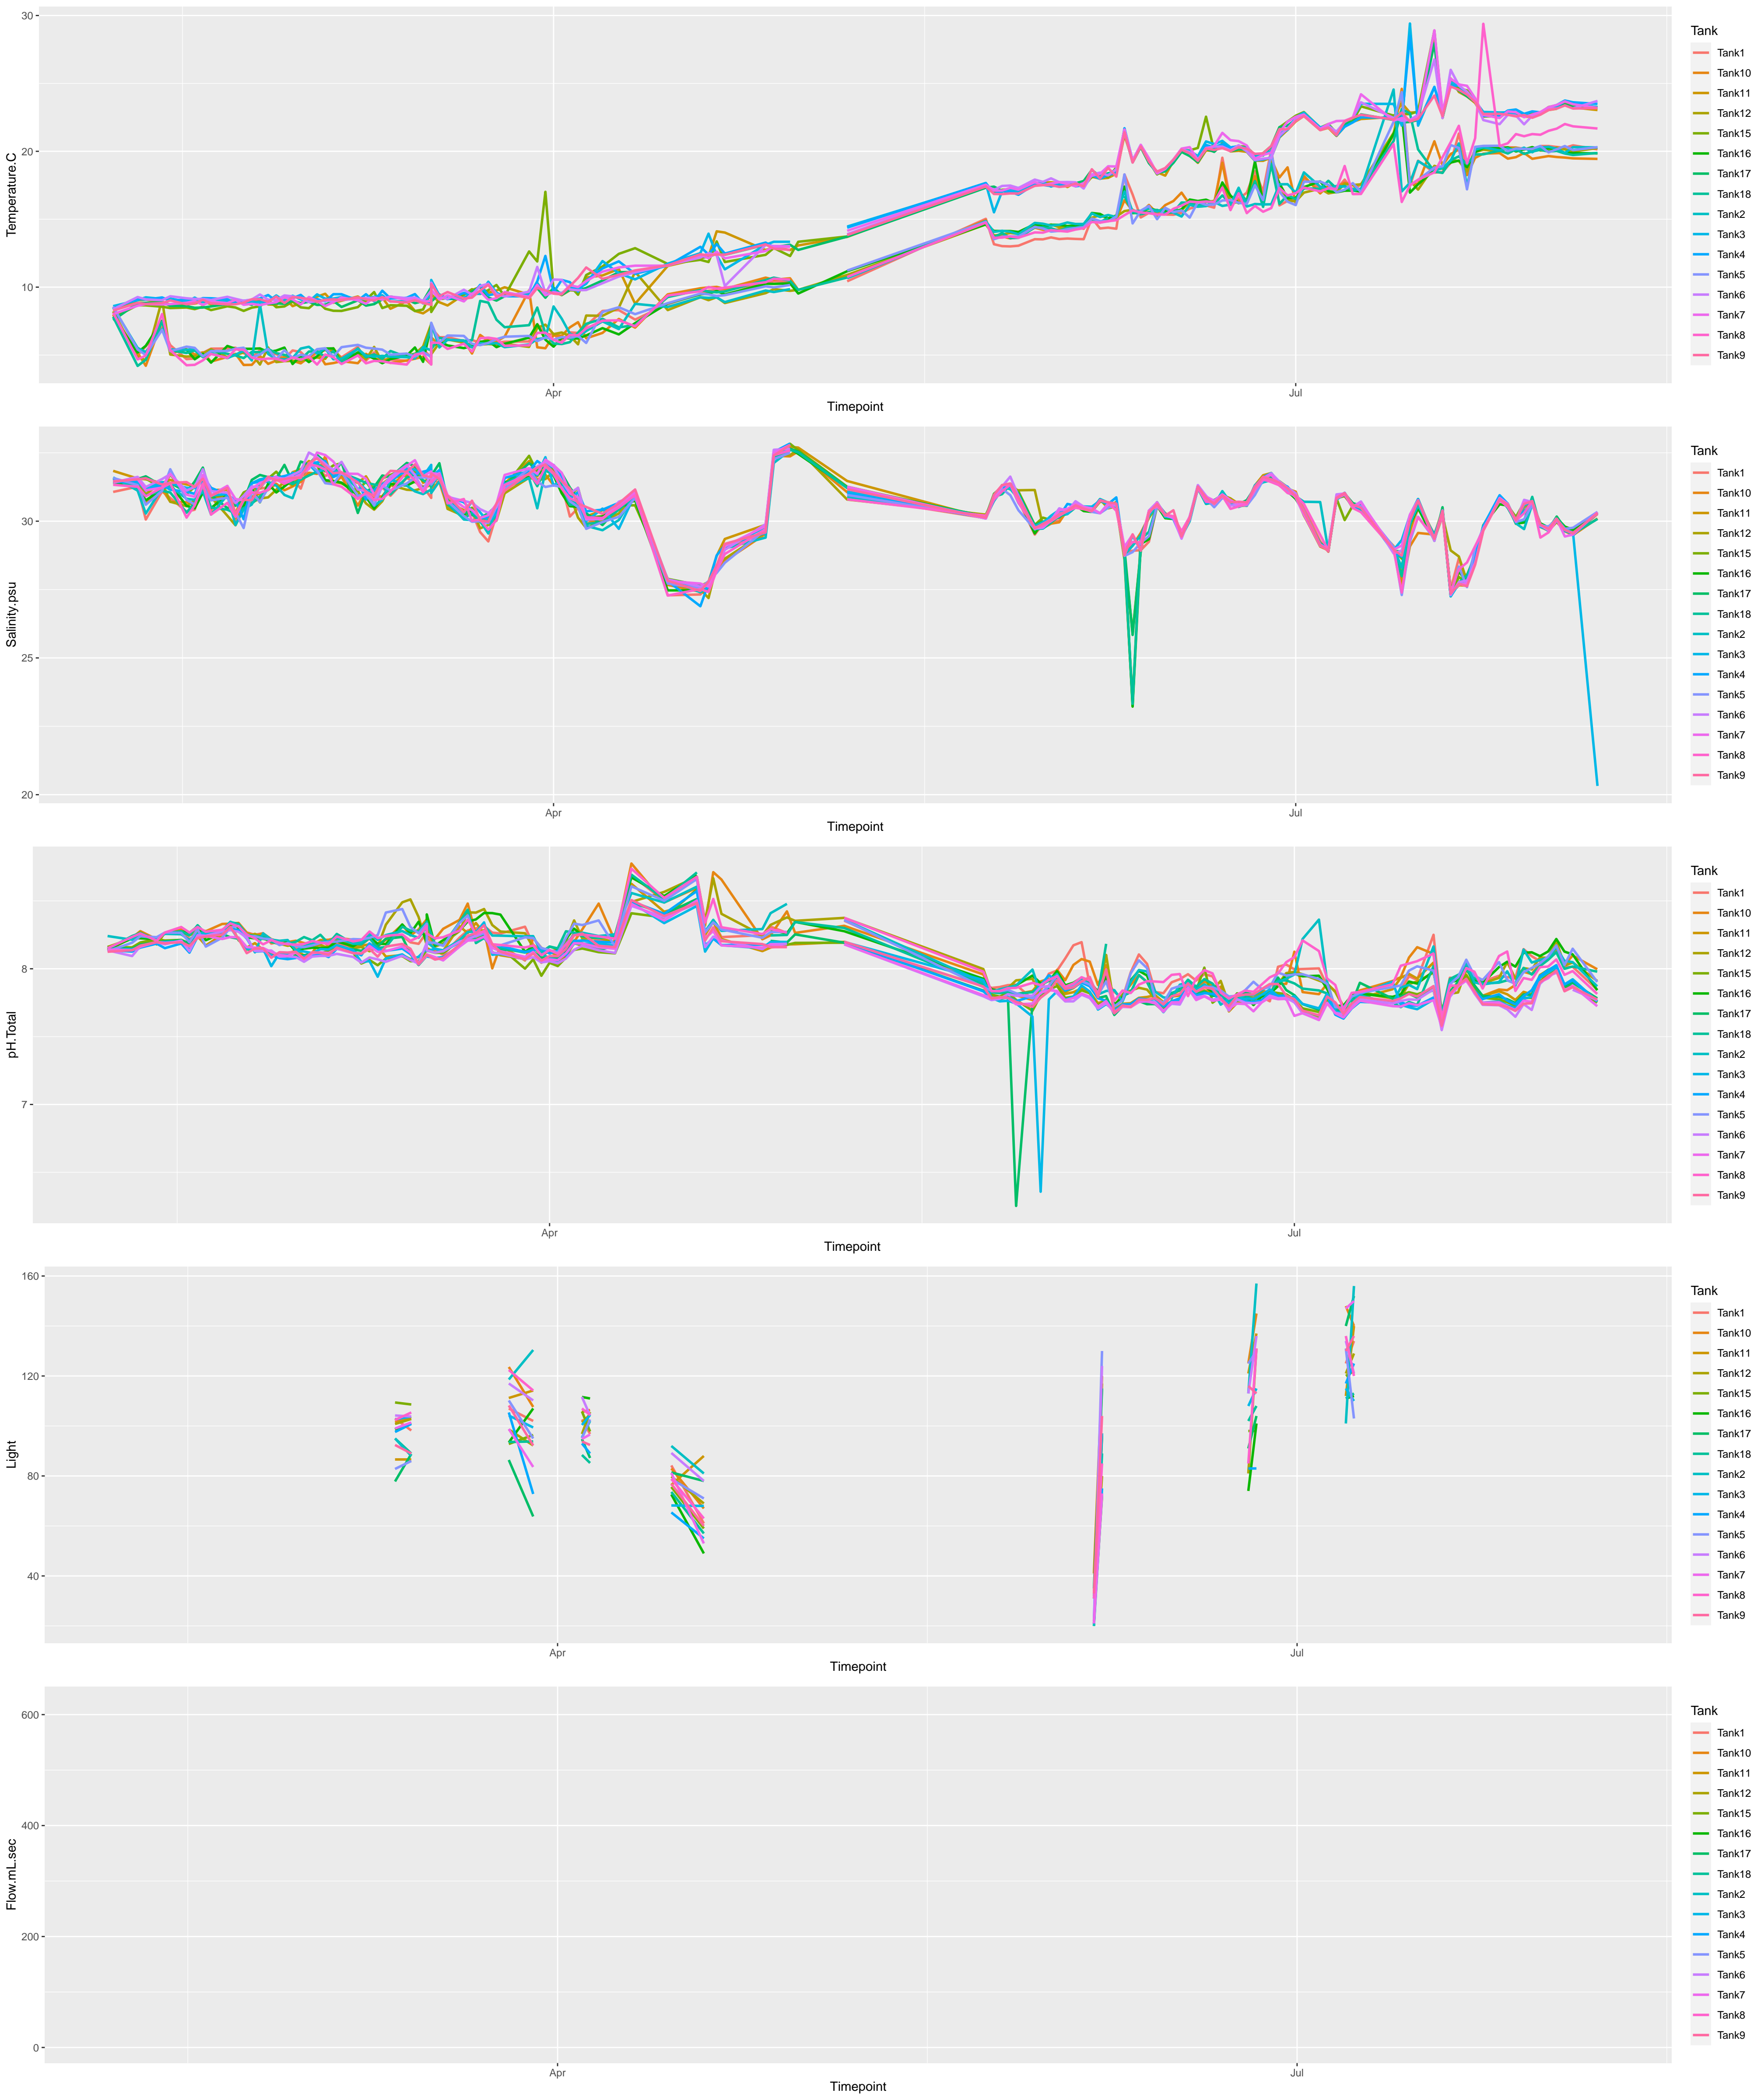 Temperature.C
30
20
10
Apr
Jul
Timepoint
Tank
Tank1
Tank10
Tank11
Tank12
Tank15
Tank16
Tank17
Tank18
Tank2
Tank3
Tank4
Tank5
Tank6
Tank7
Tank8
Tank9
Salinity.psu
30
25
20
Apr
Jul
Timepoint
Tank
Tank1
Tank10
Tank11
Tank12
Tank15
Tank16
Tank17
Tank18
Tank2
Tank3
Tank4
Tank5
Tank6
Tank7
Tank8
Tank9
pH.Total
8
7
Apr
Jul
Timepoint
Tank
Tank1
Tank10
Tank11
Tank12
Tank15
Tank16
Tank17
Tank18
Tank2
Tank3
Tank4
Tank5
Tank6
Tank7
Tank8
Tank9
Light
160
120
80
40
Apr
Jul
Timepoint
Tank
Tank1
Tank10
Tank11
Tank12
Tank15
Tank16
Tank17
Tank18
Tank2
Tank3
Tank4
Tank5
Tank6
Tank7
Tank8
Tank9
Flow.mL.sec
600
400
200
0
Apr
Jul
Timepoint
Tank
Tank1
Tank10
Tank11
Tank12
Tank15
Tank16
Tank17
Tank18
Tank2
Tank3
Tank4
Tank5
Tank6
Tank7
Tank8
Tank9